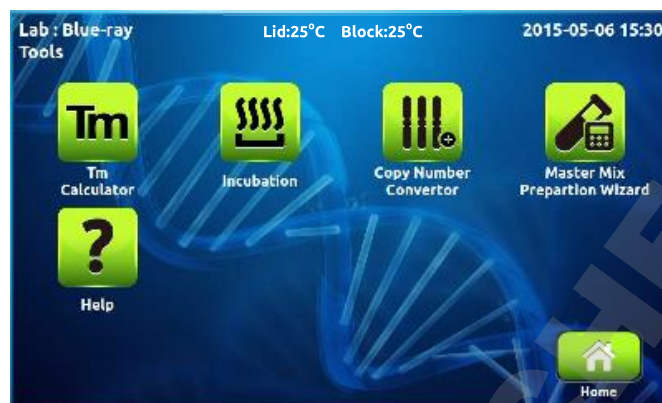 Lab : Blue-ray
Lid:25°C Block:25°C
2015-05-06 15:30
Tools
Tm
Tm
Calculator
Incubation
Copy Number
Convertor
Master Mix
Prepartion Wizard
?
Help
Home